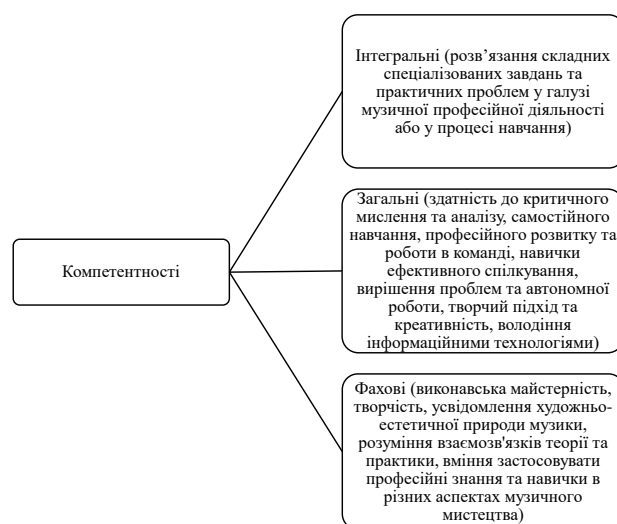 Компетентності
Інтегральні (розв’язання складних
спеціалізованих завдань та
практичних проблем у галузі
музичної професійної діяльності
або у процесі навчання)
Загальні (здатність до критичного
мислення та аналізу, самостійного
навчання, професійного розвитку та
роботи в команді, навички
ефективного спілкування,
вирішення проблем та автономної
роботи, творчий підхід та
креативність, володіння
інформаційними технологіями)
Фахові (виконавська майстерність,
творчість, усвідомлення художньо-
естетичної природи музики,
розуміння взаємозв'язків теорії та
практики, вміння застосовувати
професійні знання та навички в
різних аспектах музичного
мистецтва)